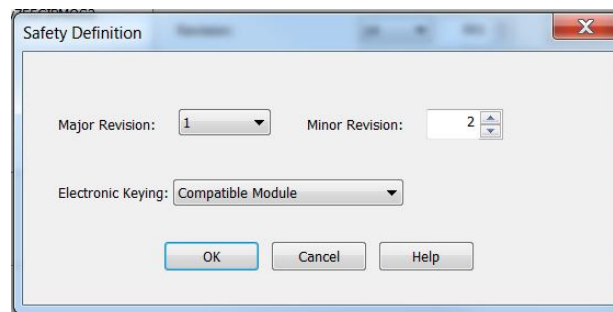 Safety Definition
Major Revision: 1 Minor Revision: 2
Electronic Keying: Compatible Module
OK Cancel Help